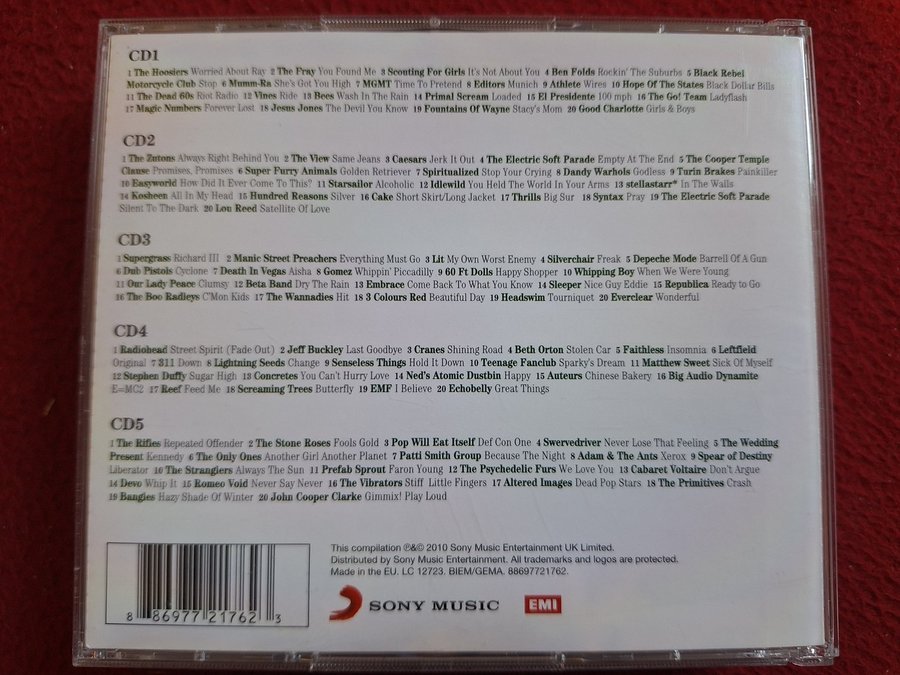 CD1
1 The Hoosiers Worried About Ray 2 The Fray You Found Me 3 Scouting For Girls It's Not About You 4 Ben Folds Rockin' The Suburbs 5 Black Rebel
Motorcycle Club Stop 6 Mumm-Ra She's Got You High 7 MGMT Time To Pretend 8 Editors Munich 9 Athlete Wires 10 Hope Of The States Black Dollar Bills
11 The Dead 60s Riot Radio 12 Vines Ride 13 Bees Wash In The Rain 14 Primal Scream Loaded 15 El Presidente 100 mph 16 The Go! Team Ladyflash
17 Magic Numbers Forever Lost 18 Jesus Jones The Devil You Know 19 Fountains Of Wayne Stacy's Mom 20 Good Charlotte Girls & Boys
CD2
1 The Zutons Always Right Behind You 2 The View Same Jeans 3 Caesars Jerk It Out 4 The Electric Soft Parade Empty At The End 5 The Cooper Temple
Clause Promises, Promises 6 Super Furry Animals Golden Retriever 7 Spiritualized Stop Your Crying 8 Dandy Warhols Godless 9 Turin Brakes Painkiller
10 Easyworld How Did It Ever Come To This? 11 Starsailor Alcoholic 12 Idlewild You Held The World In Your Arms 13 stellastarr* In The Walls
14 Kosheen All In My Head 15 Hundred Reasons Silver 16 Cake Short Skirt/Long Jacket 17 Thrills Big Sur 18 Syntax Pray 19 The Electric Soft Parade
Silent To The Dark 20 Lou Reed Satellite Of Love
CD3
1 Supergrass Richard III 2 Manic Street Preachers Everything Must Go 3 Lit My Own Worst Enemy 4 Silverchair Freak 5 Depeche Mode Barrell Of A Gun
6 Dub Pistols Cyclone 7 Death In Vegas Aisha 8 Gomez Whippin' Piccadilly 9 60 Ft Dolls Happy Shopper 10 Whipping Boy When We Were Young
11 Our Lady Peace Clumsy 12 Beta Band Dry The Rain 13 Embrace Come Back To What You Know 14 Sleeper Nice Guy Eddie 15 Republica Ready to Go
16 The Boo Radleys C'Mon Kids 17 The Wannadies Hit 18 3 Colours Red Beautiful Day 19 Headswim Tourniquet 20 Everclear Wonderful
CD4
1 Radiohead Street Spirit (Fade Out) 2 Jeff Buckley Last Goodbye 3 Cranes Shining Road 4 Beth Orton Stolen Car 5 Faithless Insomnia 6 Leftfield
Original 7 311 Down 8 Lightning Seeds Change 9 Senseless Things Hold It Down 10 Teenage Fanclub Sparky's Dream 11 Matthew Sweet Sick Of Myself
12 Stephen Duffy Sugar High 13 Concretes You Can't Hurry Love 14 Ned's Atomic Dustbin Happy 15 Auteurs Chinese Bakery 16 Big Audio Dynamite
E=MC2 17 Reef Feed Me 18 Screaming Trees Butterfly 19 EMF I Believe 20 Echobelly Great Things
CD5
1 The Rifles Repeated Offender 2 The Stone Roses Fools Gold 3 Pop Will Eat Itself Def Con One 4 Swervedriver Never Lose That Feeling 5 The Wedding
Present Kennedy 6 The Only Ones Another Girl Another Planet 7 Patti Smith Group Because The Night 8 Adam & The Ants Xerox 9 Spear of Destiny
Liberator 10 The Stranglers Always The Sun 11 Prefab Sprout Faron Young 12 The Psychedelic Furs We Love You 13 Cabaret Voltaire Don't Argue
14 Devo Whip It 15 Romeo Void Never Say Never 16 The Vibrators Stiff Little Fingers 17 Altered Images Dead Pop Stars 18 The Primitives Crash
19 Bangles Hazy Shade Of Winter 20 John Cooper Clarke Gimmix! Play Loud
This compilation ℗&© 2010 Sony Music Entertainment UK Limited.
Distributed by Sony Music Entertainment. All trademarks and logos are protected.
Made in the EU. LC 12723. BIEM/GEMA. 88697721762.
8 86977 21762 3
SONY MUSIC
EMI